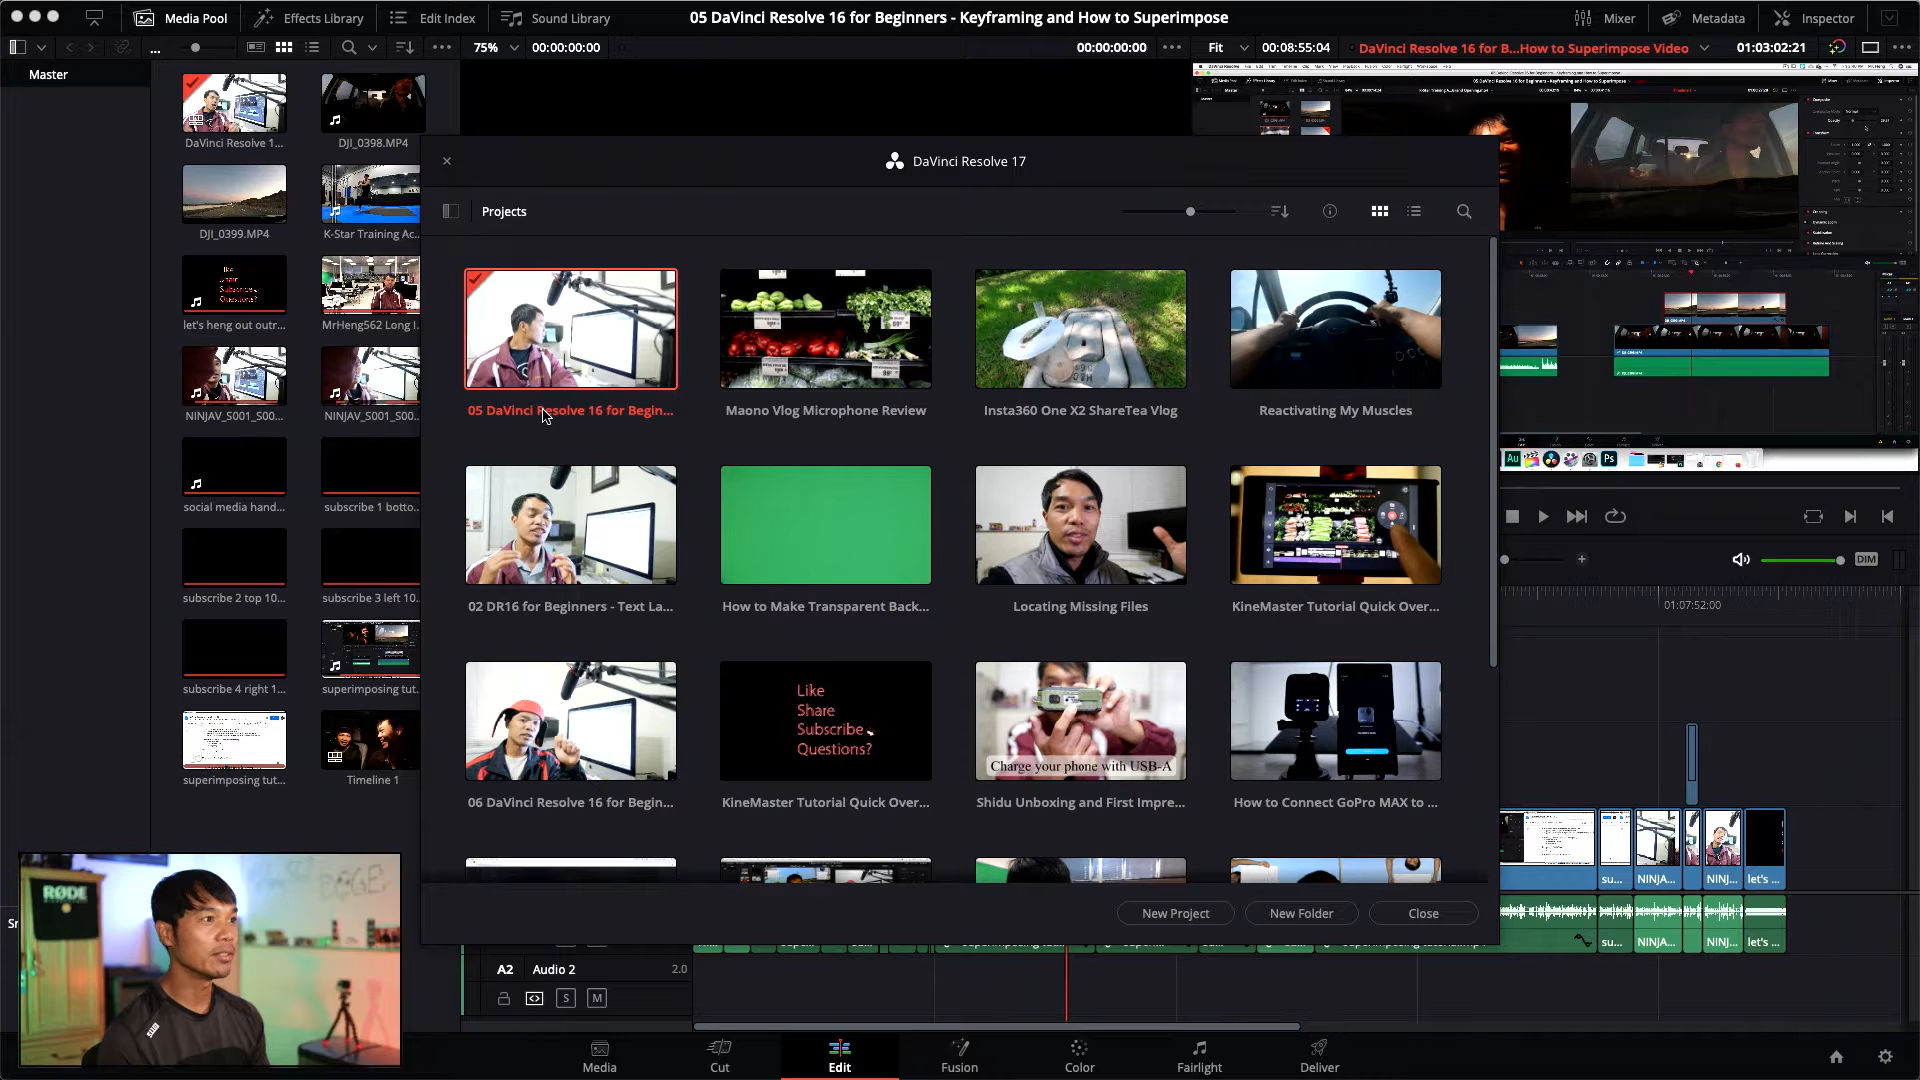 Media Pool
Effects Library
Edit Index
Sound Library
05 DaVinci Resolve 16 for Beginners - Keyframing and How to Superimpose
Mixer
Metadata
Inspector
75%
00:00:00:00
00:00:00:00
Fit
00:08:55:04
DaVinci Resolve 16 for B...How to Superimpose Video
01:03:02:21
Master
DaVinci Resolve 1...
DJI_0398.MP4
DJI_0399.MP4
K-Star Training Ac...
let's heng out outr...
MrHeng562 Long I...
NINJAV_S001_S00...
NINJAV_S001_S00...
social media hand...
subscribe 1 botto...
subscribe 2 top 10...
subscribe 3 left 10...
subscribe 4 right 1...
superimposing tut...
superimposing tut...
Timeline 1
DaVinci Resolve 17
Projects
05 DaVinci Resolve 16 for Begin...
Maono Vlog Microphone Review
Insta360 One X2 ShareTea Vlog
Reactivating My Muscles
02 DR16 for Beginners - Text La...
How to Make Transparent Back...
Locating Missing Files
KineMaster Tutorial Quick Over...
Like
Share
Subscribe
Questions?
Charge your phone with USB-A
06 DaVinci Resolve 16 for Begin...
KineMaster Tutorial Quick Over...
Shidu Unboxing and First Impre...
How to Connect GoPro MAX to ...
New Project
New Folder
Close
Au
Ps
DIM
01:07:52:00
su...
NINJA...
NINJ...
let's ...
su...
NINJA...
NINJ...
let's ...
RØDE
A2
Audio 2
2.0
S
M
Media
Cut
Edit
Fusion
Color
Fairlight
Deliver